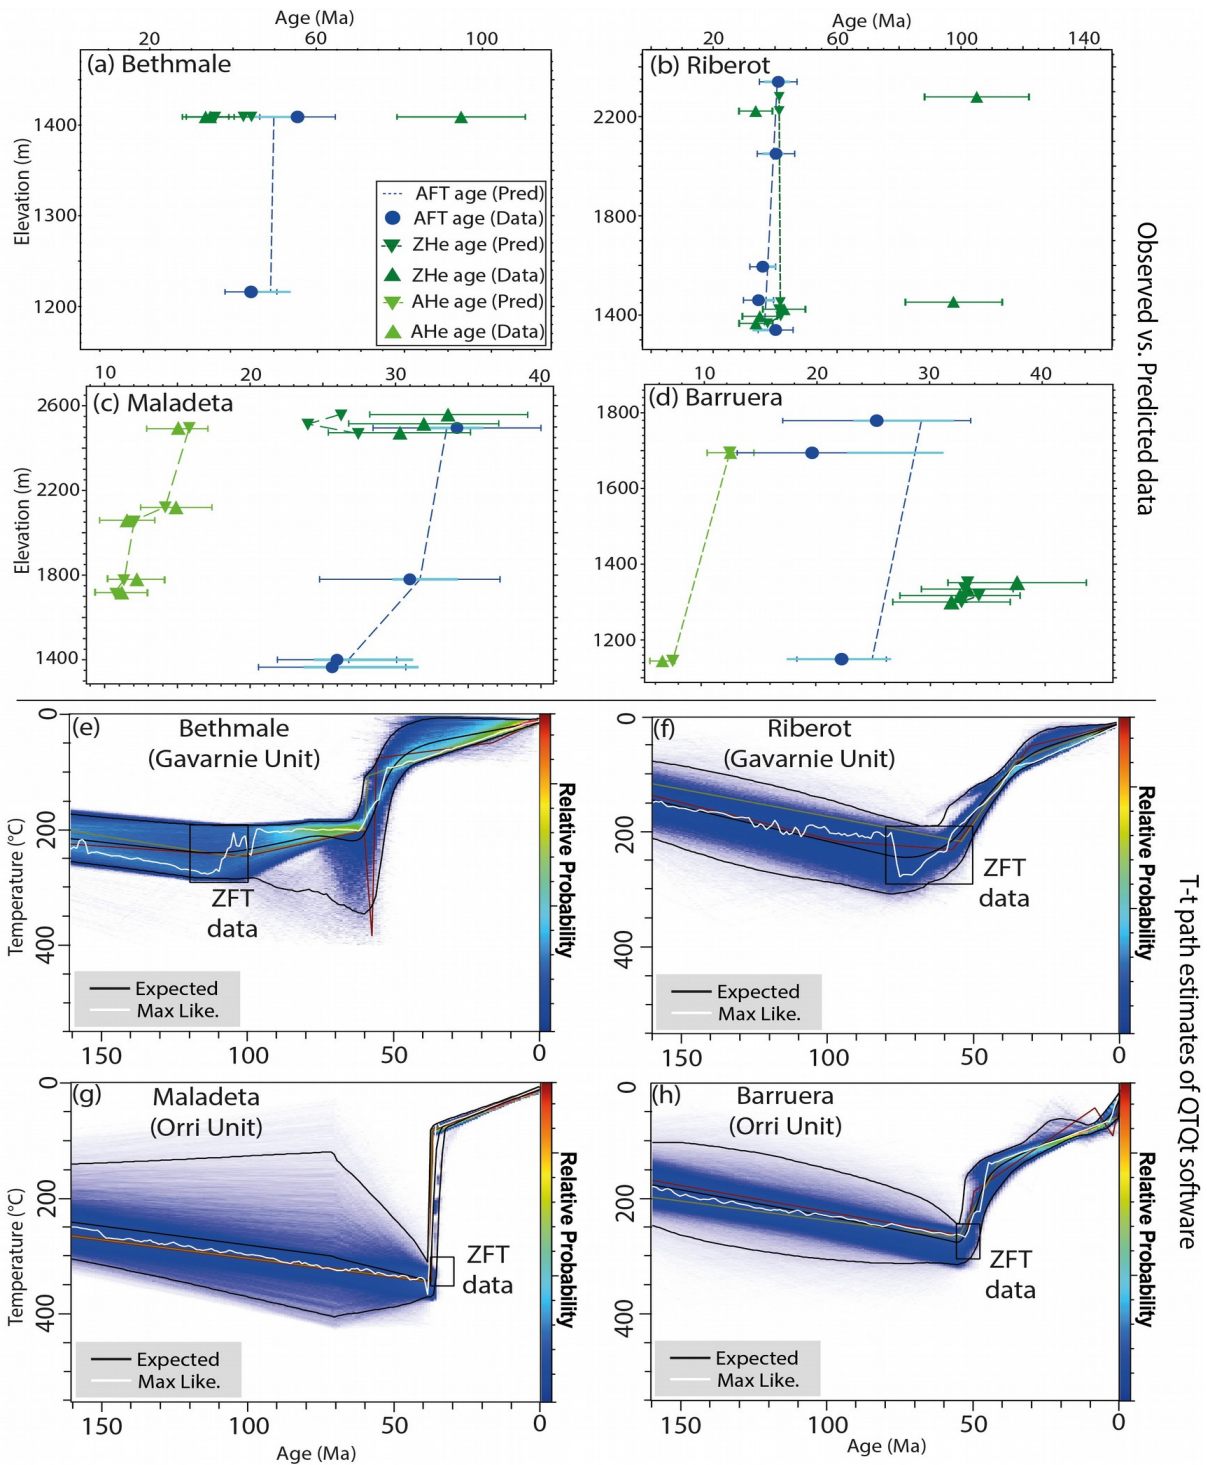 Age (Ma)
Age (Ma)
20 60 100
20 60 100 140
(a) Bethmale
(b) Riberot
1400
1300
1200
Elevation (m)
2200
1800
1400
AFT age (Pred)
AFT age (Data)
ZHe age (Pred)
ZHe age (Data)
AHe age (Pred)
AHe age (Data)
Observed vs. Predicted data
10 20 30 40
10 20 30 40
(c) Maladeta
(d) Barruera
2600
2200
1800
1400
Elevation (m)
1800
1600
1400
1200
(e) Bethmale
(Gavarnie Unit)
0
200
400
Temperature (°C)
ZFT
data
Expected
Max Like.
150 100 50 0
Relative Probability
(f) Riberot
(Gavarnie Unit)
0
200
400
ZFT
data
Expected
Max Like.
150 100 50 0
Relative Probability
T-t path estimates of QTQt software
(g) Maladeta
(Orri Unit)
0
200
400
Temperature (°C)
ZFT
data
Expected
Max Like.
150 100 50 0
Age (Ma)
Relative Probability
(h) Barruera
(Orri Unit)
0
200
400
ZFT
data
Expected
Max Like.
150 100 50 0
Age (Ma)
Relative Probability